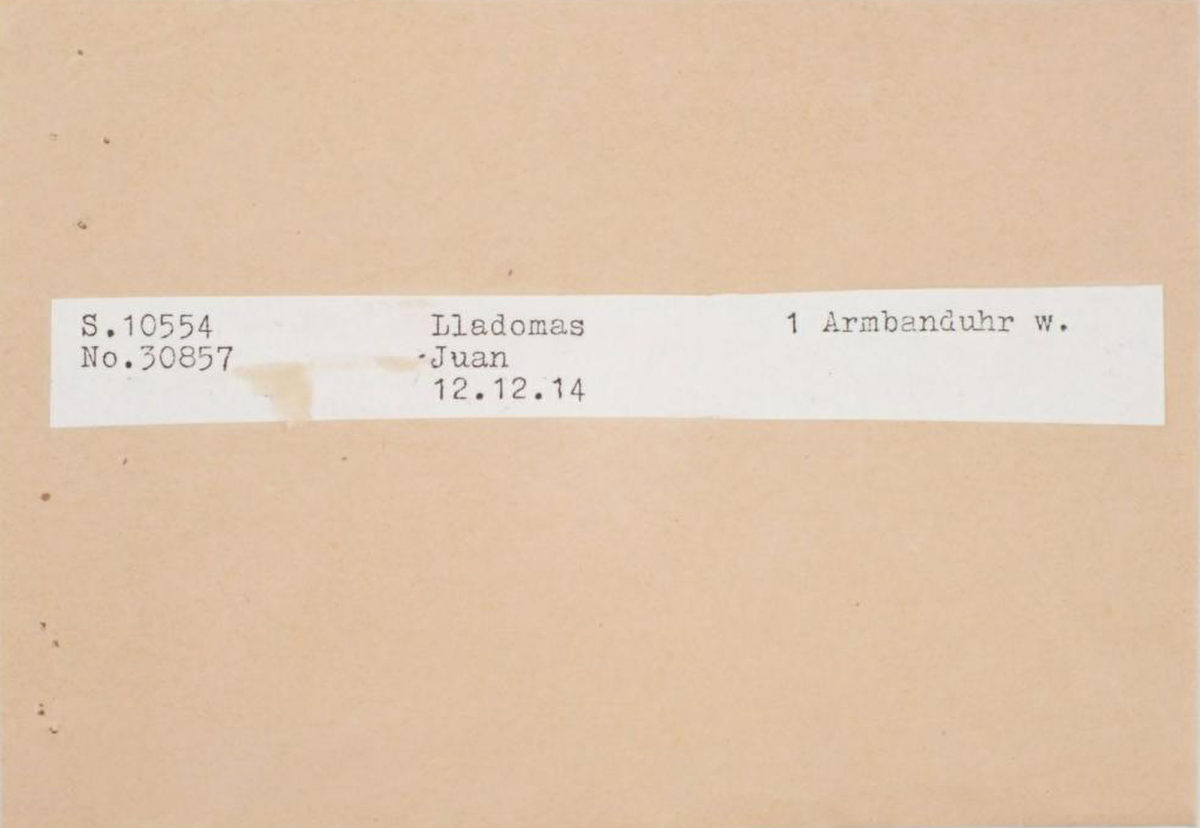 S.10554 Lladomas 1 Armbanduhr w.
No.30857 Juan
12.12.14